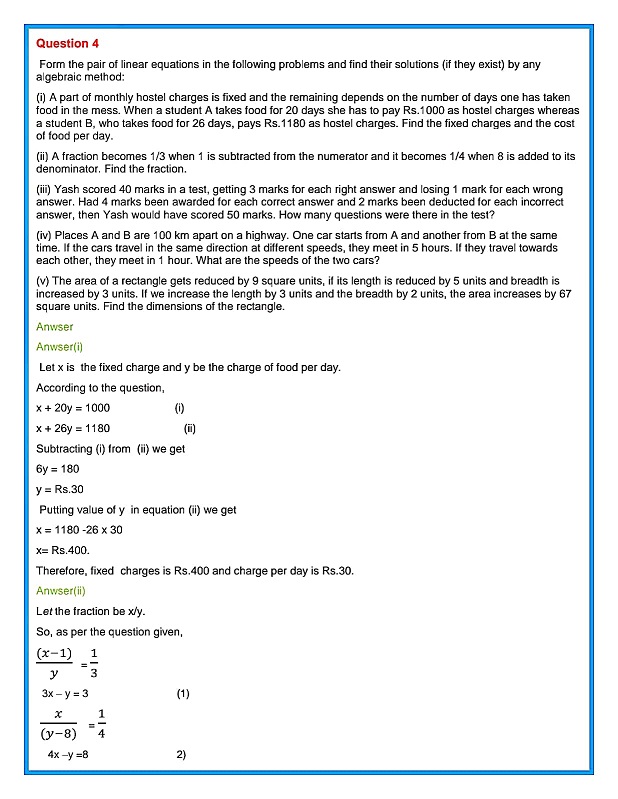 Question 4
Form the pair of linear equations in the following problems and find their solutions (if they exist) by any
algebraic method:
(i) A part of monthly hostel charges is fixed and the remaining depends on the number of days one has taken
food in the mess. When a student A takes food for 20 days she has to pay Rs.1000 as hostel charges whereas
a student B, who takes food for 26 days, pays Rs.1180 as hostel charges. Find the fixed charges and the cost
of food per day.
(ii) A fraction becomes 1/3 when 1 is subtracted from the numerator and it becomes 1/4 when 8 is added to its
denominator. Find the fraction.
(iii) Yash scored 40 marks in a test, getting 3 marks for each right answer and losing 1 mark for each wrong
answer. Had 4 marks been awarded for each correct answer and 2 marks been deducted for each incorrect
answer, then Yash would have scored 50 marks. How many questions were there in the test?
(iv) Places A and B are 100 km apart on a highway. One car starts from A and another from B at the same
time. If the cars travel in the same direction at different speeds, they meet in 5 hours. If they travel towards
each other, they meet in 1 hour. What are the speeds of the two cars?
(v) The area of a rectangle gets reduced by 9 square units, if its length is reduced by 5 units and breadth is
increased by 3 units. If we increase the length by 3 units and the breadth by 2 units, the area increases by 67
square units. Find the dimensions of the rectangle.
Anwser
Anwser(i)
Let x is the fixed charge and y be the charge of food per day.
According to the question,
x + 20y = 1000 (i)
x + 26y = 1180 (ii)
Subtracting (i) from (ii) we get
6y = 180
y = Rs.30
Putting value of y in equation (ii) we get
x = 1180 -26 x 30
x= Rs.400.
Therefore, fixed charges is Rs.400 and charge per day is Rs.30.
Anwser(ii)
Let the fraction be x/y.
So, as per the question given,
(x−1)/y = 1/3
3x – y = 3 (1)
x/(y−8) = 1/4
4x –y =8 2)